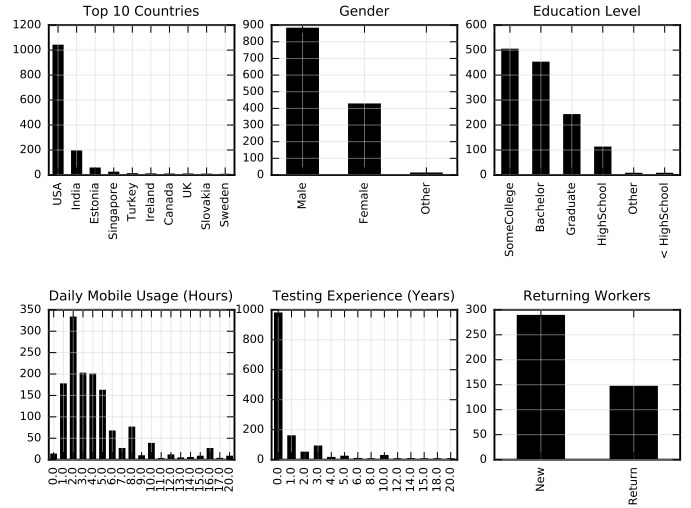 Top 10 Countries
1200
1000
800
600
400
200
0
USA
India
Estonia
Singapore
Turkey
Ireland
Canada
UK
Slovakia
Sweden
Gender
900
800
700
600
500
400
300
200
100
0
Male
Female
Other
Education Level
600
500
400
300
200
100
0
SomeCollege
Bachelor
Graduate
HighSchool
Other
< HighSchool
Daily Mobile Usage (Hours)
350
300
250
200
150
100
50
0
0.0
1.0
2.0
3.0
4.0
5.0
6.0
7.0
8.0
9.0
10.0
11.0
12.0
13.0
14.0
15.0
16.0
17.0
20.0
Testing Experience (Years)
1000
800
600
400
200
0
0.0
1.0
2.0
3.0
4.0
5.0
6.0
7.0
10.0
12.0
14.0
15.0
18.0
20.0
Returning Workers
300
250
200
150
100
50
0
New
Return